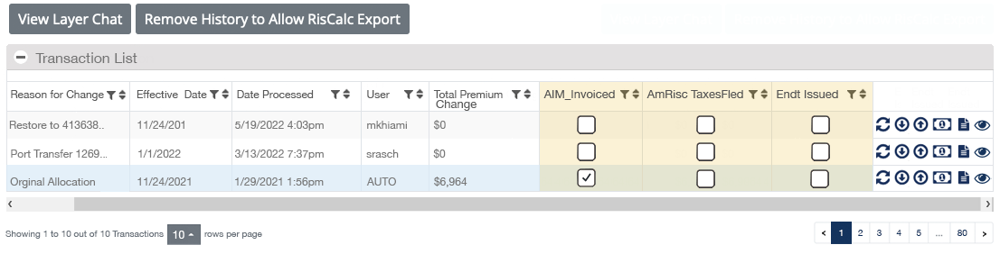 View Layer Chat Remove History to Allow RisCalc Export
Transaction List
Reason for Change Effective Date Date Processed User Total Premium Change AIM_Invoiced AmRisc TaxesFled Endt Issued
Restore to 413638.. 11/24/201 5/19/2022 4:03pm mkhiami $0
Port Transfer 1269... 1/1/2022 3/13/2022 7:37pm srasch $0
Orginal Allocation 11/24/2021 1/29/2021 1:56pm AUTO $6,964
Showing 1 to 10 out of 10 Transactions 10 rows per page ‹ 1 2 3 4 5 ... 80 ›